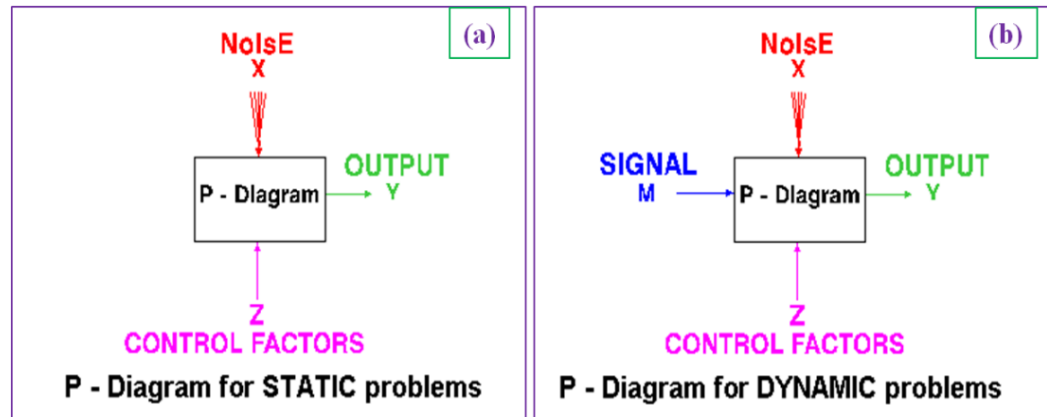 (a)
NoIsE
X
OUTPUT
P - DIagram
Y
Z
CONTROL FACTORS
P - Diagram for STATIC problems
(b)
NoIsE
X
SIGNAL
OUTPUT
M
P - DIagram
Y
Z
CONTROL FACTORS
P - Diagram for DYNAMIC problems